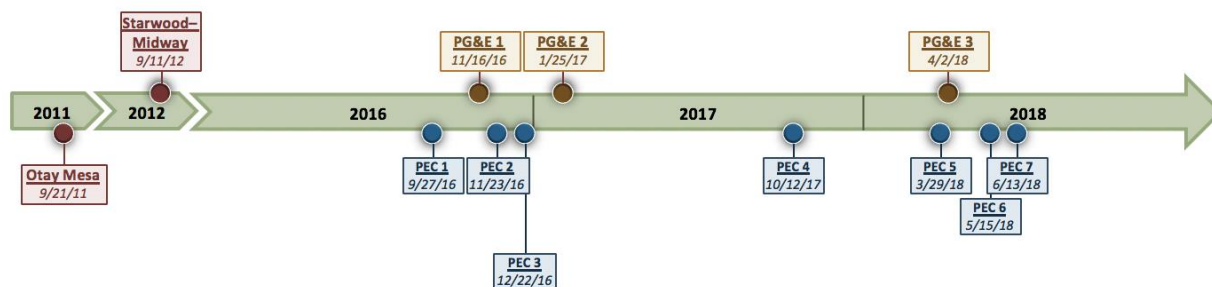 Starwood–
Midway
9/11/12
PG&E 1
11/16/16
PG&E 2
1/25/17
PG&E 3
4/2/18
2011
2012
2016
2017
2018
Otay Mesa
9/21/11
PEC 1
9/27/16
PEC 2
11/23/16
PEC 3
12/22/16
PEC 4
10/12/17
PEC 5
3/29/18
PEC 6
5/15/18
PEC 7
6/13/18